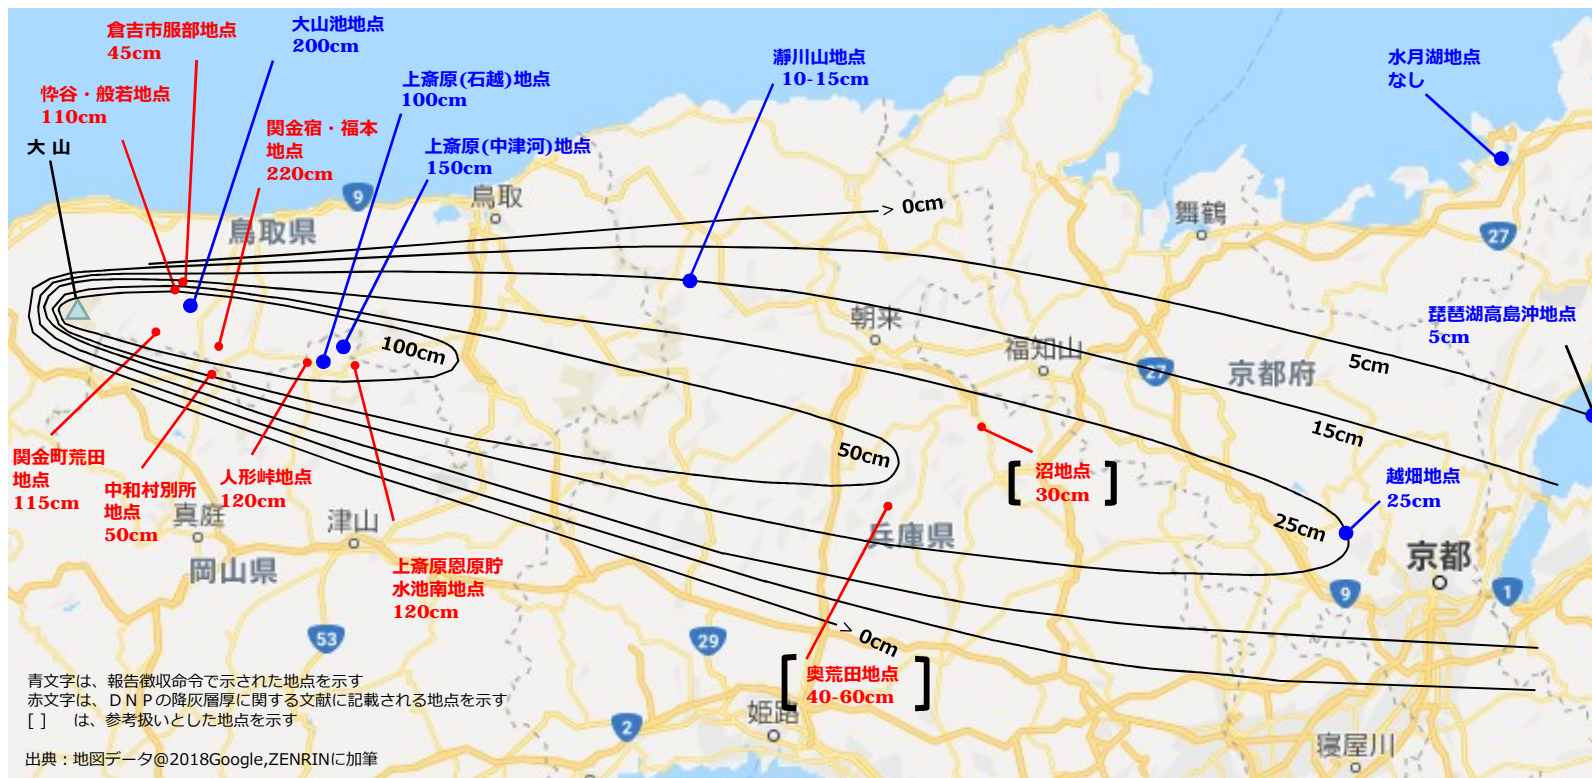 倉吉市服部地点
45cm
大山池地点
200cm
上斎原(石越)地点
100cm
瀞川山地点
10-15cm
水月湖地点
なし
忰谷・般若地点
110cm
関金宿・福本
地点
220cm
上斎原(中津河)地点
150cm
大 山
9
鳥取
鳥取県
> 0cm
舞鶴
27
朝来
福知山
27
京都府
琵琶湖高島沖地点
5cm
100cm
5cm
15cm
50cm
25cm
関金町荒田
地点
115cm
中和村別所
地点
50cm
人形峠地点
120cm
沼地点
30cm
[ ]
越畑地点
25cm
真庭
津山
岡山県
兵庫県
京都
上斎原恩原貯
水池南地点
120cm
9
1
53
29
> 0cm
奥荒田地点
40-60cm
[ ]
姫路
2
寝屋川
青文字は、報告徴収命令で示された地点を示す
赤文字は、DNPの降灰層厚に関する文献に記載される地点を示す
[ ] は、参考扱いとした地点を示す
出典：地図データ@2018Google,ZENRINに加筆